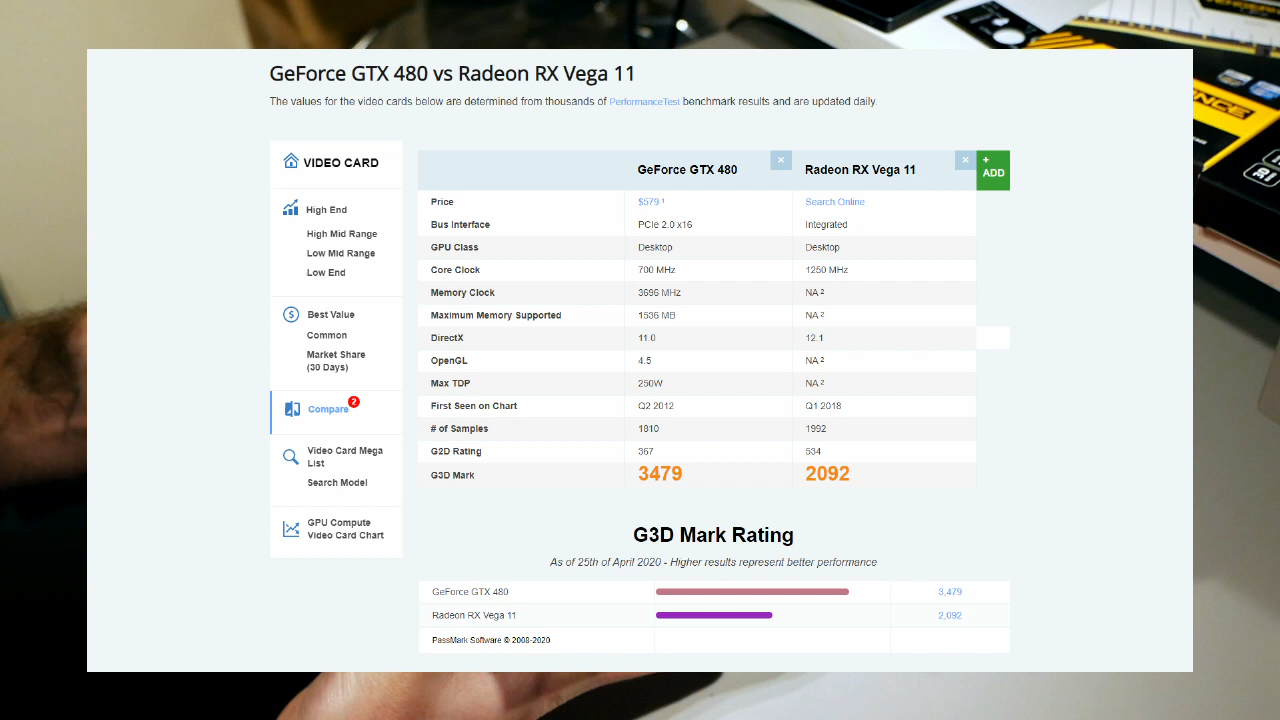 GeForce GTX 480 vs Radeon RX Vega 11
The values for the video cards below are determined from thousands of PerformanceTest benchmark results and are updated daily.
VIDEO CARD
High End
High Mid Range
Low Mid Range
Low End
Best Value
Common
Market Share
(30 Days)
Compare 2
Video Card Mega
List
Search Model
GPU Compute
Video Card Chart
GeForce GTX 480 × Radeon RX Vega 11 × + ADD
Price $579 ¹ Search Online
Bus Interface PCIe 2.0 x16 Integrated
GPU Class Desktop Desktop
Core Clock 700 MHz 1250 MHz
Memory Clock 3696 MHz NA ²
Maximum Memory Supported 1536 MB NA ²
DirectX 11.0 12.1
OpenGL 4.5 NA ²
Max TDP 250W NA ²
First Seen on Chart Q2 2012 Q1 2018
# of Samples 1810 1992
G2D Rating 367 534
G3D Mark 3479 2092
G3D Mark Rating
As of 25th of April 2020 - Higher results represent better performance
GeForce GTX 480 3,479
Radeon RX Vega 11 2,092
PassMark Software © 2008-2020